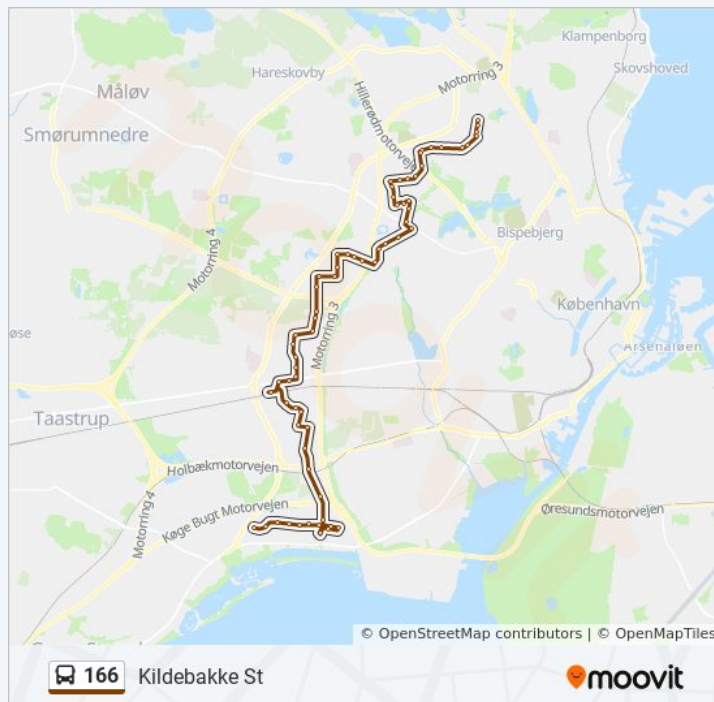 Klampenborg
Skovshoved
Motorring 3
Hareskovby
Måløv
Hillerødmotorveje
Smørumnedre
Motorring 4
Bispebjerg
København
Motorring 3
øse
Arsenaløen
Taastrup
Holbækmotorvejen
Motorring 4
Køge Bugt Motorvejen
Øresundsmotorvejen
© OpenStreetMap contributors | © OpenMapTiles
166 Kildebakke St
moovit